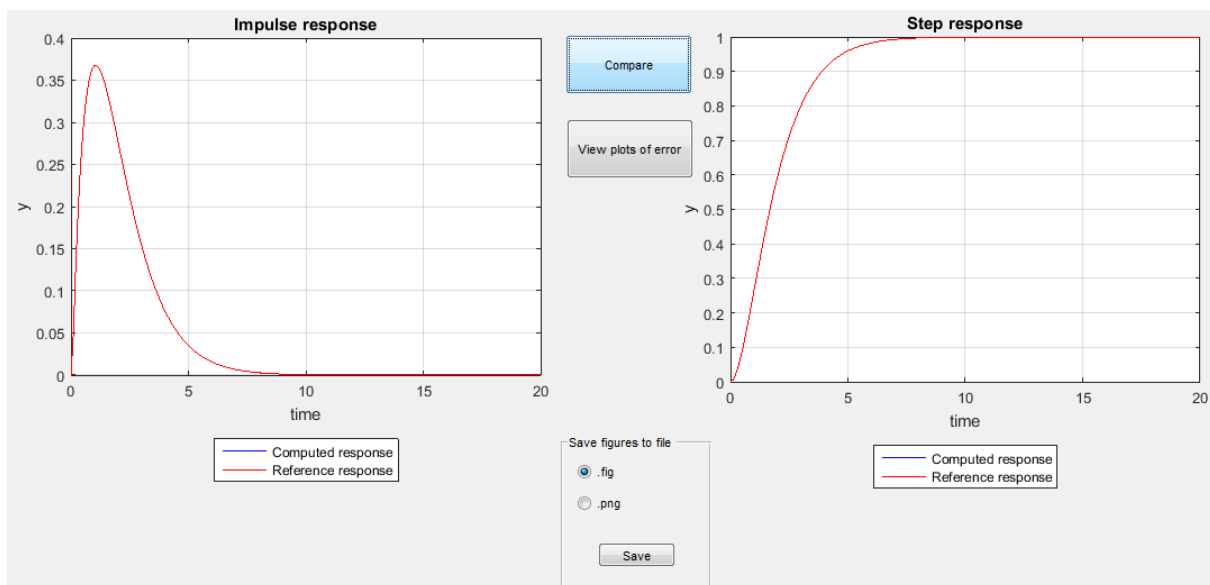 Impulse response
0.4
0.35
0.3
0.25
0.2
0.15
0.1
0.05
0
y
0 5 10 15 20
time
Computed response
Reference response
Compare
View plots of error
Save figures to file
.fig
.png
Save
Step response
1
0.9
0.8
0.7
0.6
0.5
0.4
0.3
0.2
0.1
0
y
0 5 10 15 20
time
Computed response
Reference response